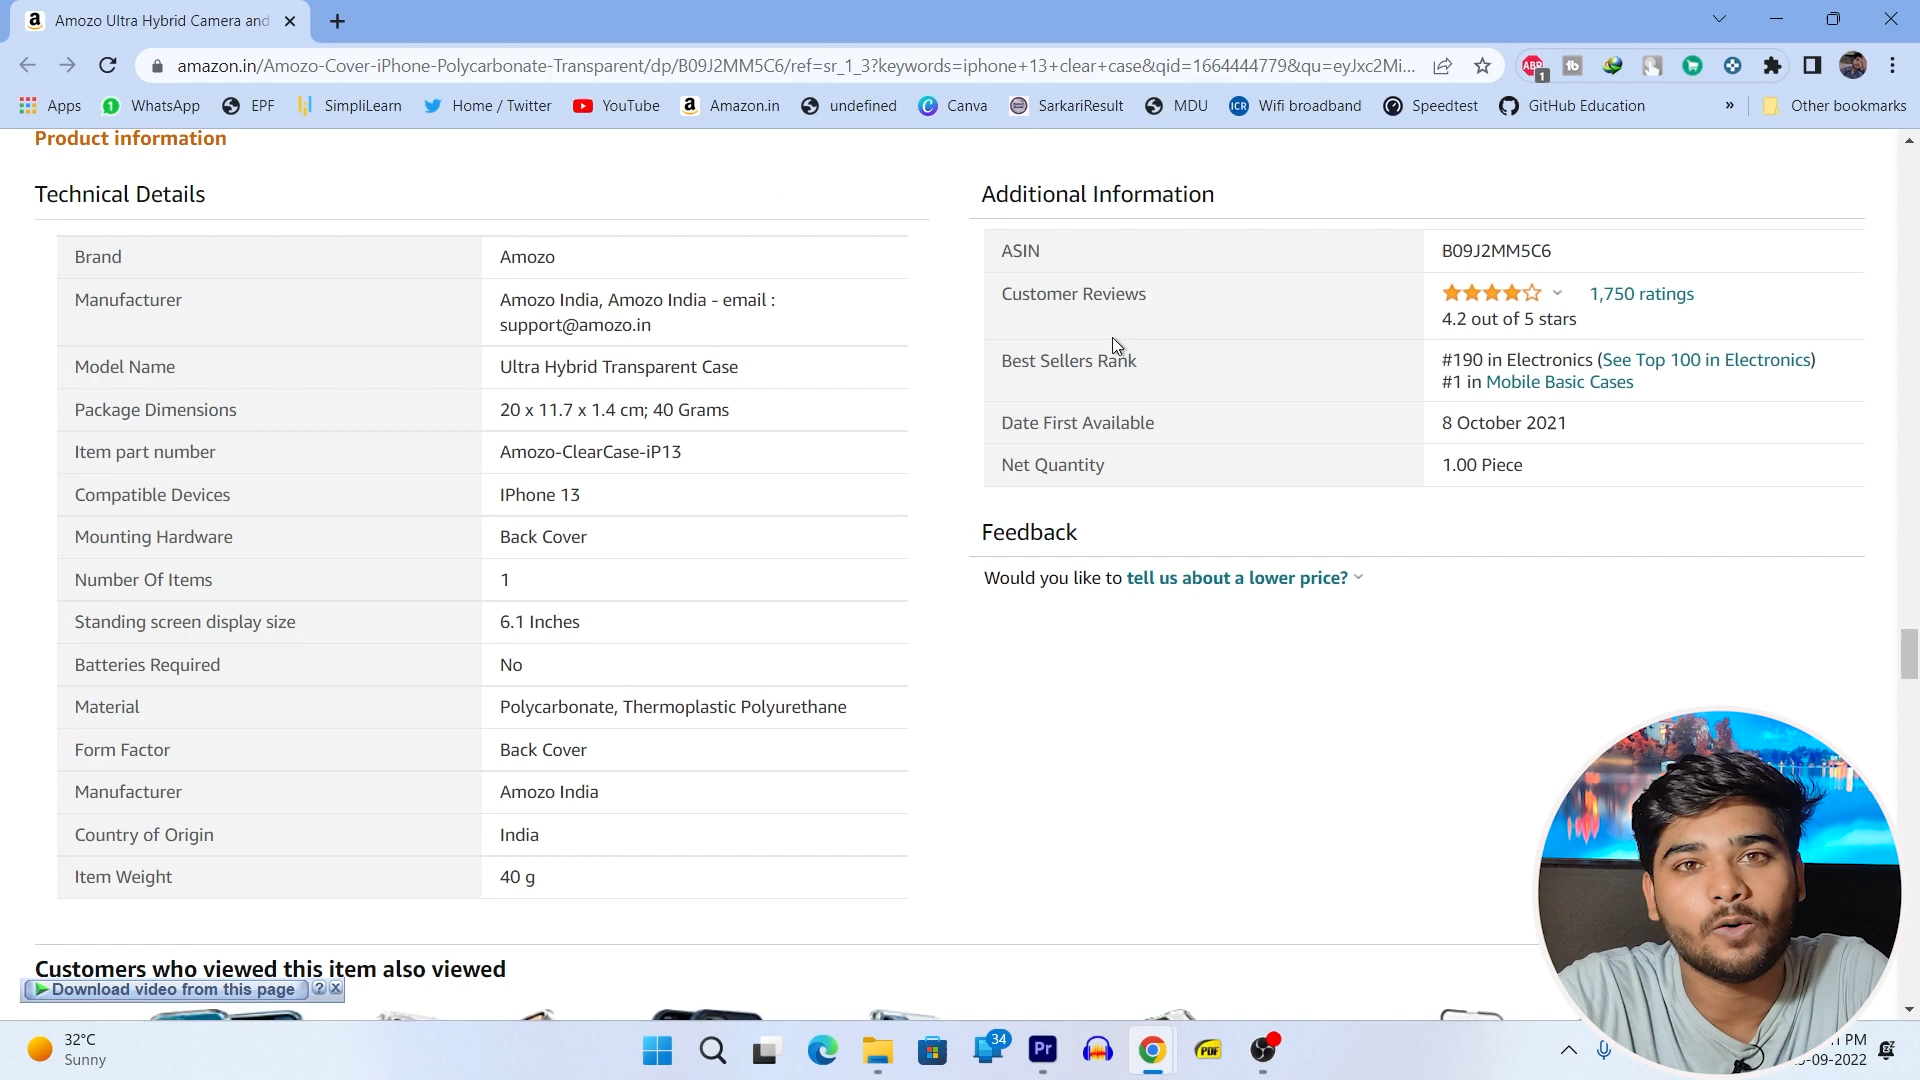 Amozo Ultra Hybrid Camera and
amazon.in/Amozo-Cover-iPhone-Polycarbonate-Transparent/dp/B09J2MM5C6/ref=sr_1_3?keywords=iphone+13+clear+case&qid=1664444779&qu=eyJxc2Mi...
ABP 1 tb
Apps WhatsApp EPF SimpliLearn Home / Twitter YouTube Amazon.in undefined Canva SarkariResult MDU ICR Wifi broadband Speedtest GitHub Education » Other bookmarks
Product information
Technical Details
Brand Amozo
Manufacturer Amozo India, Amozo India - email :
support@amozo.in
Model Name Ultra Hybrid Transparent Case
Package Dimensions 20 x 11.7 x 1.4 cm; 40 Grams
Item part number Amozo-ClearCase-iP13
Compatible Devices IPhone 13
Mounting Hardware Back Cover
Number Of Items 1
Standing screen display size 6.1 Inches
Batteries Required No
Material Polycarbonate, Thermoplastic Polyurethane
Form Factor Back Cover
Manufacturer Amozo India
Country of Origin India
Item Weight 40 g
Additional Information
ASIN B09J2MM5C6
Customer Reviews 1,750 ratings
4.2 out of 5 stars
Best Sellers Rank #190 in Electronics (See Top 100 in Electronics)
#1 in Mobile Basic Cases
Date First Available 8 October 2021
Net Quantity 1.00 Piece
Feedback
Would you like to tell us about a lower price?
Customers who viewed this item also viewed
Download video from this page ? x
32°C
Sunny
34
Pr
PDF
PM
-09-2022